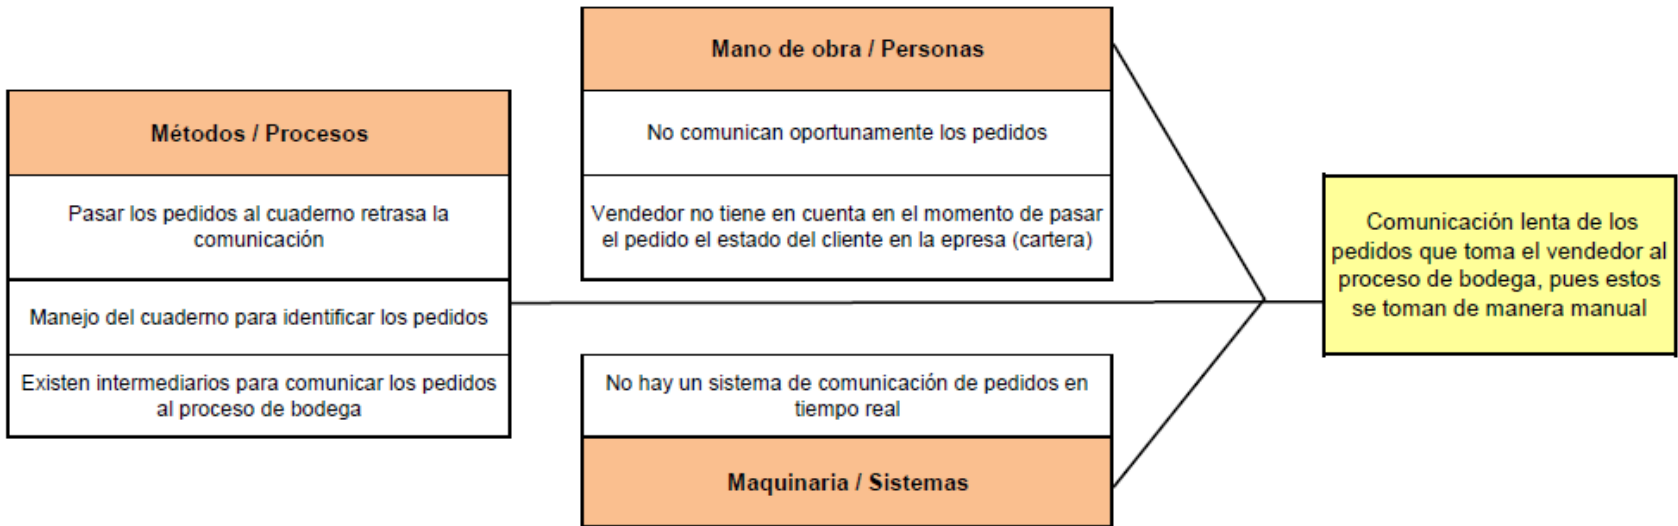 Métodos / Procesos
Pasar los pedidos al cuaderno retrasa la
comunicación
Manejo del cuaderno para identificar los pedidos
Existen intermediarios para comunicar los pedidos
al proceso de bodega
Mano de obra / Personas
No comunican oportunamente los pedidos
Vendedor no tiene en cuenta en el momento de pasar
el pedido el estado del cliente en la epresa (cartera)
No hay un sistema de comunicación de pedidos en
tiempo real
Maquinaria / Sistemas
Comunicación lenta de los
pedidos que toma el vendedor al
proceso de bodega, pues estos
se toman de manera manual